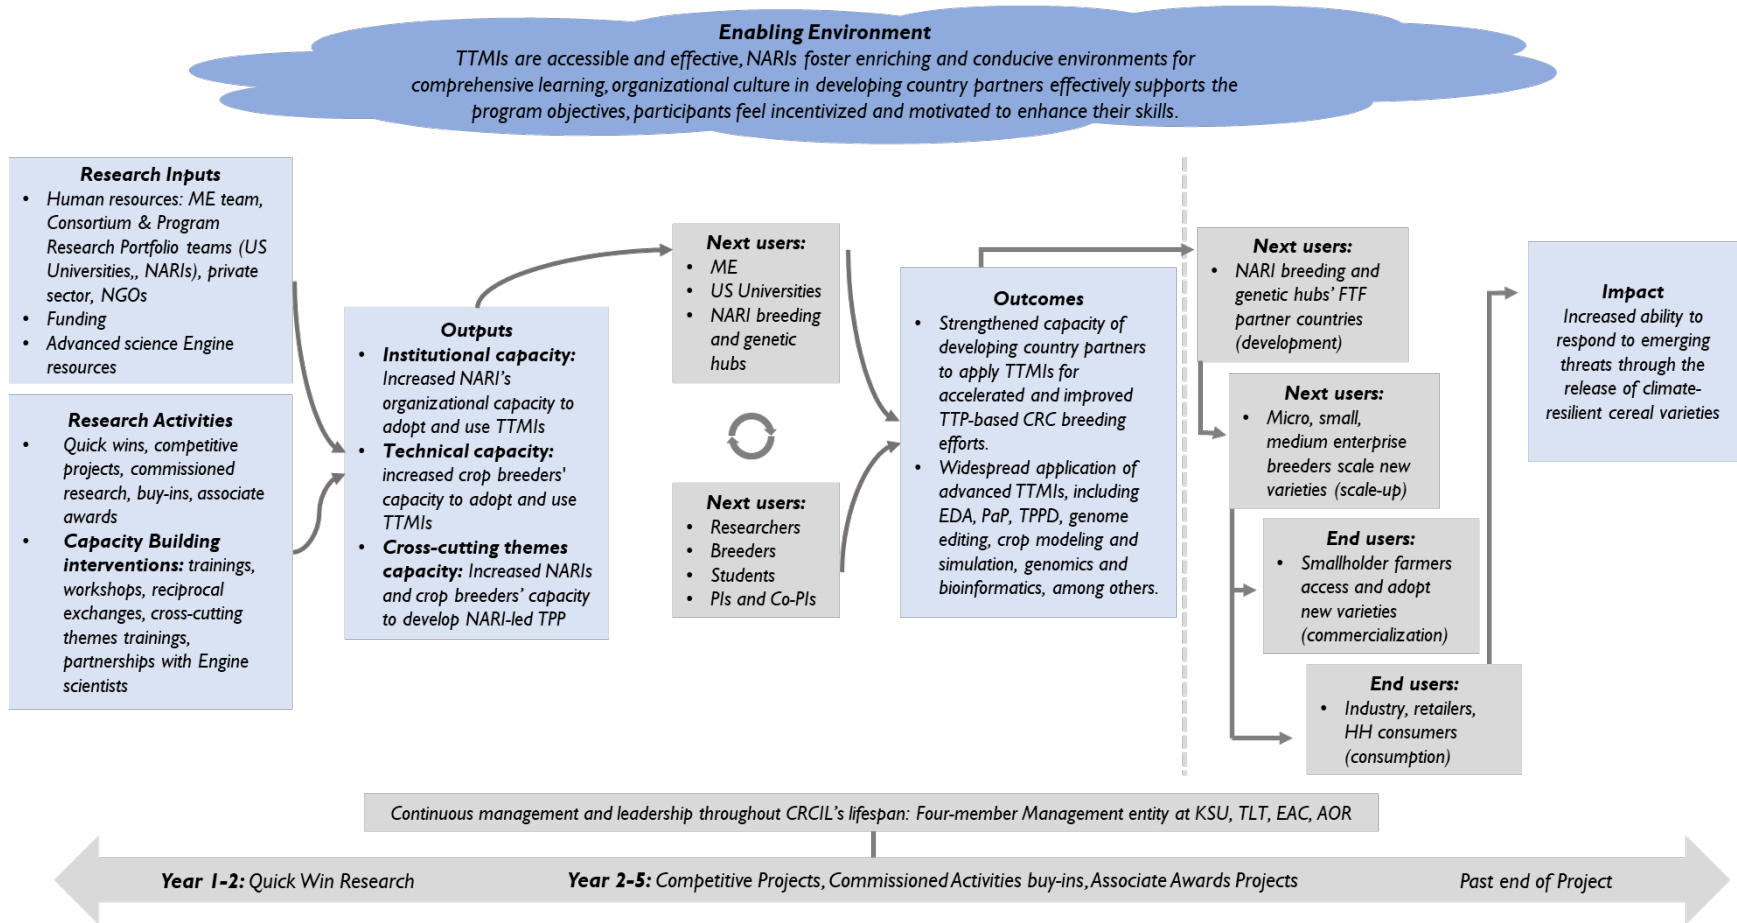 Enabling Environment
TTMIs are accessible and effective, NARIs foster enriching and conducive environments for
comprehensive learning, organizational culture in developing country partners effectively supports the
program objectives, participants feel incentivized and motivated to enhance their skills.
Research Inputs
• Human resources: ME team,
Consortium & Program
Research Portfolio teams (US
Universities,, NARIs), private
sector, NGOs
• Funding
• Advanced science Engine
resources
Research Activities
• Quick wins, competitive
projects, commissioned
research, buy-ins, associate
awards
• Capacity Building
interventions: trainings,
workshops, reciprocal
exchanges, cross-cutting
themes trainings,
partnerships with Engine
scientists
Outputs
• Institutional capacity:
Increased NARI's
organizational capacity to
adopt and use TTMIs
• Technical capacity:
increased crop breeders'
capacity to adopt and use
TTMIs
• Cross-cutting themes
capacity: Increased NARIs
and crop breeders' capacity
to develop NARI-led TPP
Next users:
• ME
• US Universities
• NARI breeding
and genetic
hubs
Next users:
• Researchers
• Breeders
• Students
• PIs and Co-PIs
Outcomes
• Strengthened capacity of
developing country partners
to apply TTMIs for
accelerated and improved
TTP-based CRC breeding
efforts.
• Widespread application of
advanced TTMIs, including
EDA, PaP, TPPD, genome
editing, crop modeling and
simulation, genomics and
bioinformatics, among others.
Next users:
• NARI breeding and
genetic hubs' FTF
partner countries
(development)
Next users:
• Micro, small,
medium enterprise
breeders scale new
varieties (scale-up)
End users:
• Smallholder farmers
access and adopt
new varieties
(commercialization)
End users:
• Industry, retailers,
HH consumers
(consumption)
Impact
Increased ability to
respond to emerging
threats through the
release of climate-
resilient cereal varieties
Continuous management and leadership throughout CRCIL's lifespan: Four-member Management entity at KSU, TLT, EAC, AOR
Year 1-2: Quick Win Research
Year 2-5: Competitive Projects, Commissioned Activities buy-ins, Associate Awards Projects
Past end of Project